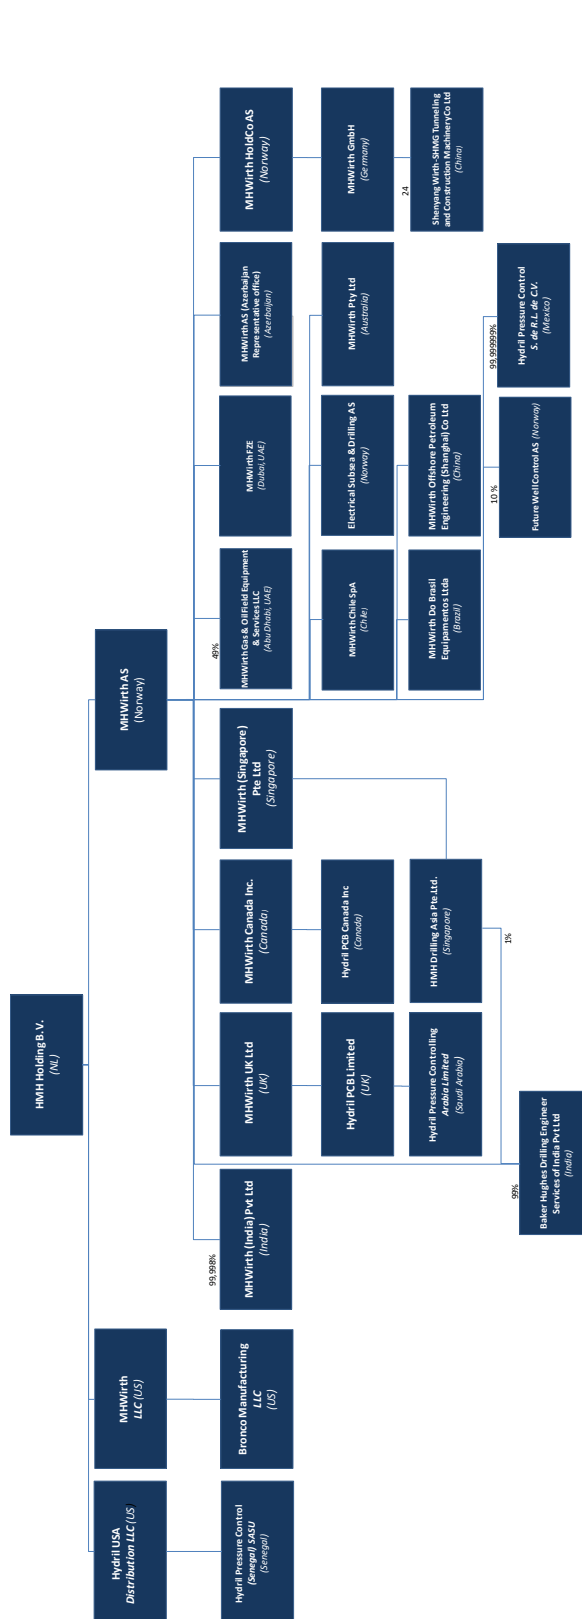 HMH Holding B.V.
(NL)
Hydril USA
Distribution LLC (US)
MHWirth
LLC (US)
MHWirth AS
(Norway)
Hydril Pressure Control
(Senegal) SASU
(Senegal)
Bronco Manufacturing
LLC
(US)
99,998%
MHWirth (India) Pvt Ltd
(India)
MHWirth UK Ltd
(UK)
MHWirth Canada Inc.
(Canada)
MHWirth (Singapore)
Pte Ltd
(Singapore)
49%
MHWirth Gas & Oil Field Equipment
& Services LLC
(Abu Dhabi, UAE)
MHWirth FZE
(Dubai, UAE)
MHWirth AS (Azerbaijan
Representative office)
(Azerbaijan)
MHWirth HoldCo AS
(Norway)
Hydril PCB Limited
(UK)
Hydril PCB Canada Inc
(Canada)
MHWirth Chile SpA
(Chile)
Electrical Subsea & Drilling AS
(Norway)
MHWirth Pty Ltd
(Australia)
MHWirth GmbH
(Germany)
Hydril Pressure Controlling
Arabia Limited
(Saudi Arabia)
HMH Drilling Asia Pte.Ltd.
(Singapore)
MHWirth Do Brasil
Equipamentos Ltda
(Brazil)
MHWirth Offshore Petroleum
Engineering (Shanghai) Co Ltd
(China)
24
Shenyang Wirth-SHMG Tunneling
and Construction Machinery Co Ltd
(China)
99%
1%
10 %
99,999999%
Baker Hughes Drilling Engineer
Services of India Pvt Ltd
(India)
Future Well Control AS (Norway)
Hydril Pressure Control
S. de R.L. de C.V.
(Mexico)